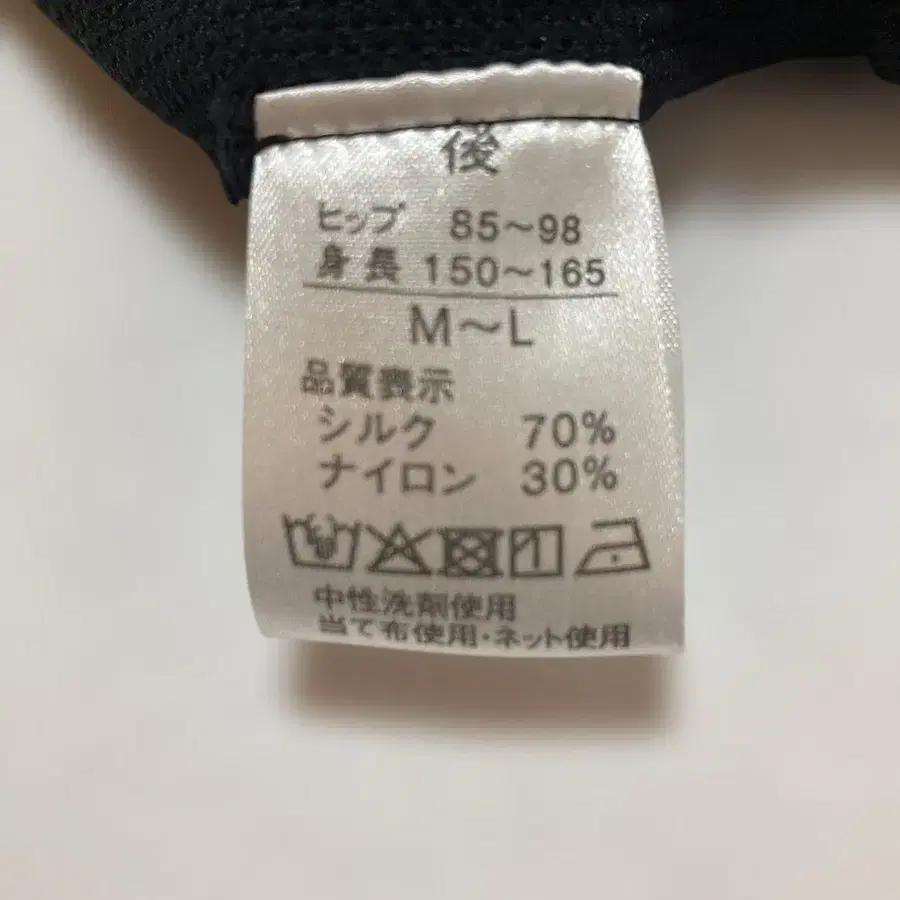 後
ヒップ 85～98
身長 150～165
M～L
品質表示
シルク 70%
ナイロン 30%
中性洗剤使用
当て布使用・ネット使用